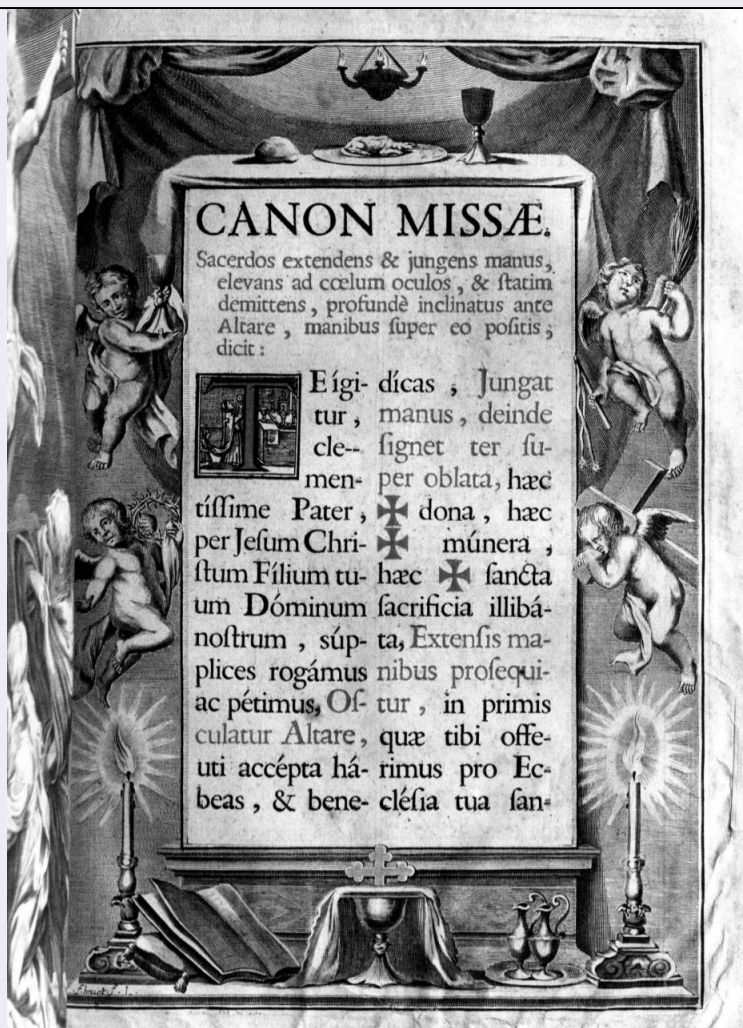 CANON MISSÆ.
Sacerdos extendens & jungens manus,
elevans ad cœlum oculos, & ſtatim
demittens, profundè inclinatus ante
Altare, manibus ſuper eo poſitis,
dicit:
TE ígi-
tur,
cle--
men-
tíſſime Pater,
per Jeſum Chri-
ſtum Fílium tu-
um Dóminum
noſtrum, súp-
plices rogámus
ac pétimus, Oſ-
culatur Altare,
uti accépta há-
beas, & bene-
dícas, Jungat
manus, deinde
ſignet ter ſu-
per oblata, hæc
✠ dona, hæc
✠ múnera,
hæc ✠ ſancta
sacrificia illibá-
ta, Extenſis ma-
nibus proſequi-
tur, in primis
quæ tibi offe-
rimus pro Ec-
cléſia tua ſan-